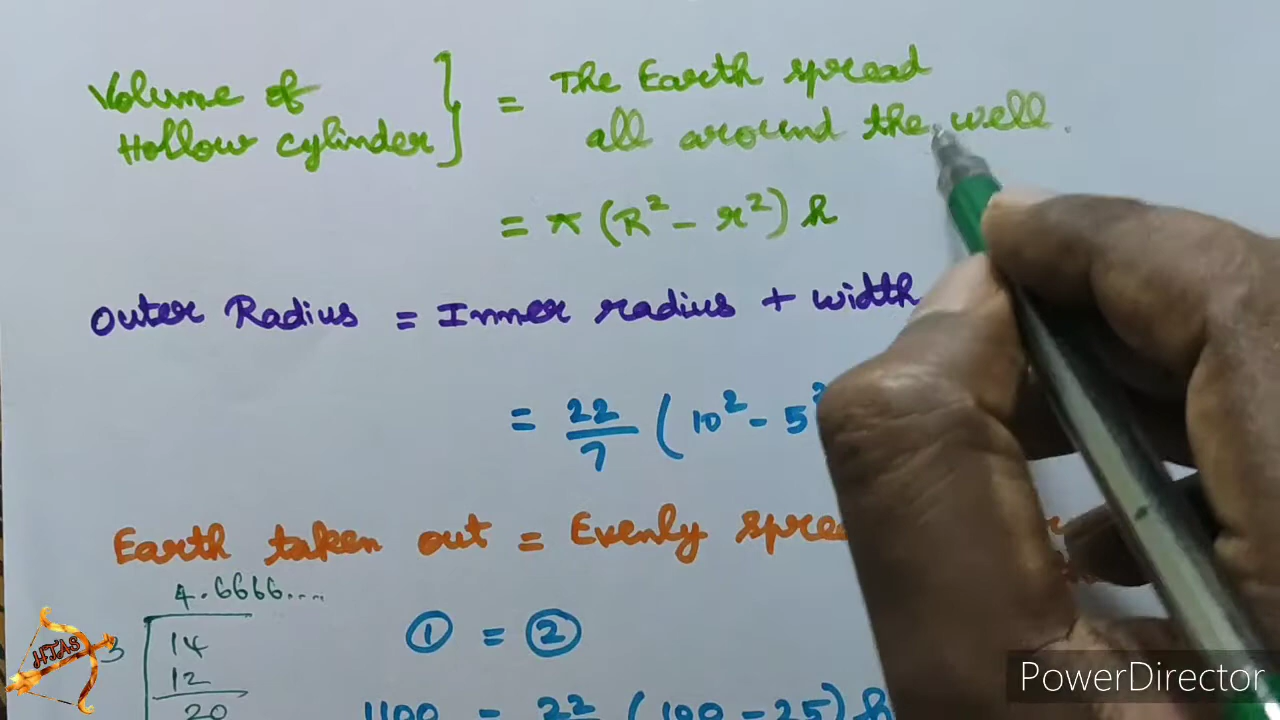 Volume of
Hollow cylinder } = The Earth spread
all around the well.
= π (R² - r²) h
Outer Radius = Inner radius + width
= 22/7 ( 10² - 5²
Earth taken out = Evenly
4.6666....
3 14
12
20
① = ②
1100 = 22 (100 - 25) h
HTAS
PowerDirector